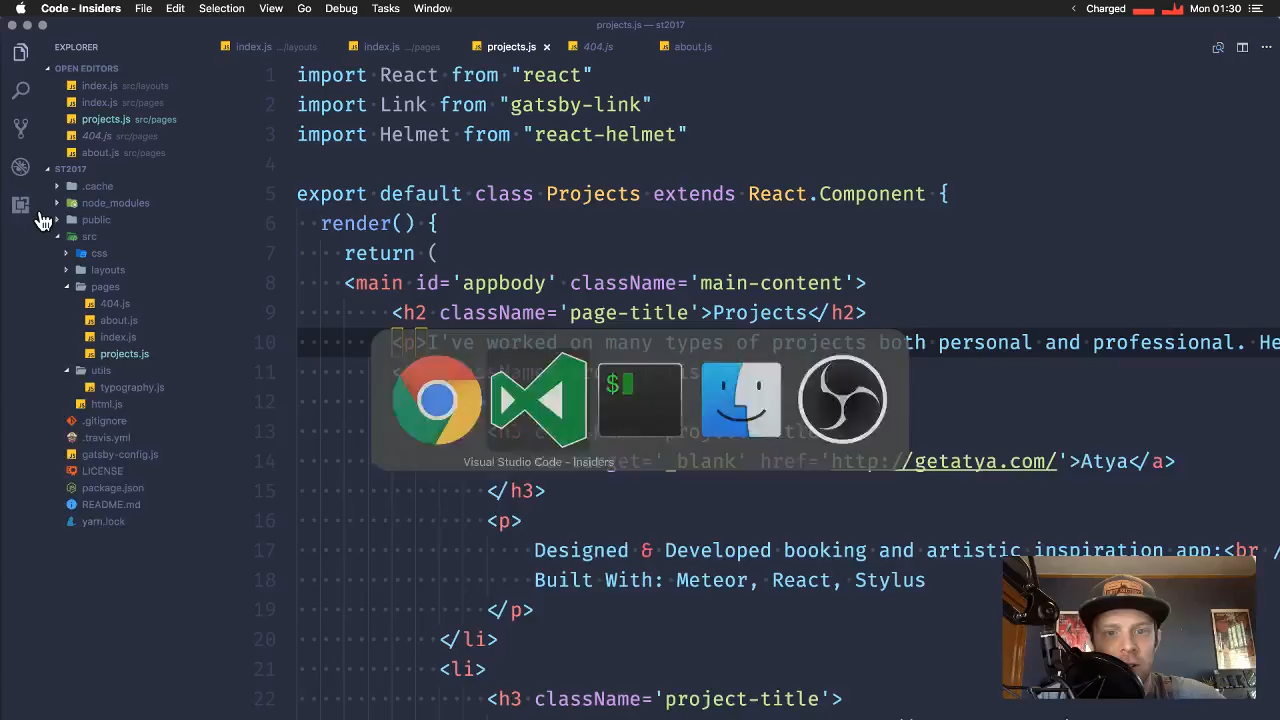 Code - Insiders File Edit Selection View Go Debug Tasks Window Charged Mon 01:30
projects.js — st2017
EXPLORER
index.js .../layouts index.js .../pages projects.js × 404.js about.js
OPEN EDITORS
index.js src/layouts
index.js src/pages
projects.js src/pages
404.js src/pages
about.js src/pages
ST2017
.cache
node_modules
public
src
css
layouts
pages
404.js
about.js
index.js
projects.js
utils
typography.js
html.js
.gitignore
.travis.yml
gatsby-config.js
LICENSE
package.json
README.md
yarn.lock
1 import React from "react"
2 import Link from "gatsby-link"
3 import Helmet from "react-helmet"
4
5 export default class Projects extends React.Component {
6 render() {
7 return (
8 <main id='appbody' className='main-content'>
9 <h2 className='page-title'>Projects</h2>
10 <p>I've worked on many types of projects both personal and professional. He
11
12
13
14 '_blank' href='http://getatya.com/'>Atya</a>
15 </h3>
16 <p>
17 Designed & Developed booking and artistic inspiration app:<br /
18 Built With: Meteor, React, Stylus
19 </p>
20 </li>
21 <li>
22 <h3 className='project-title'>
$
Visual Studio Code - Insiders